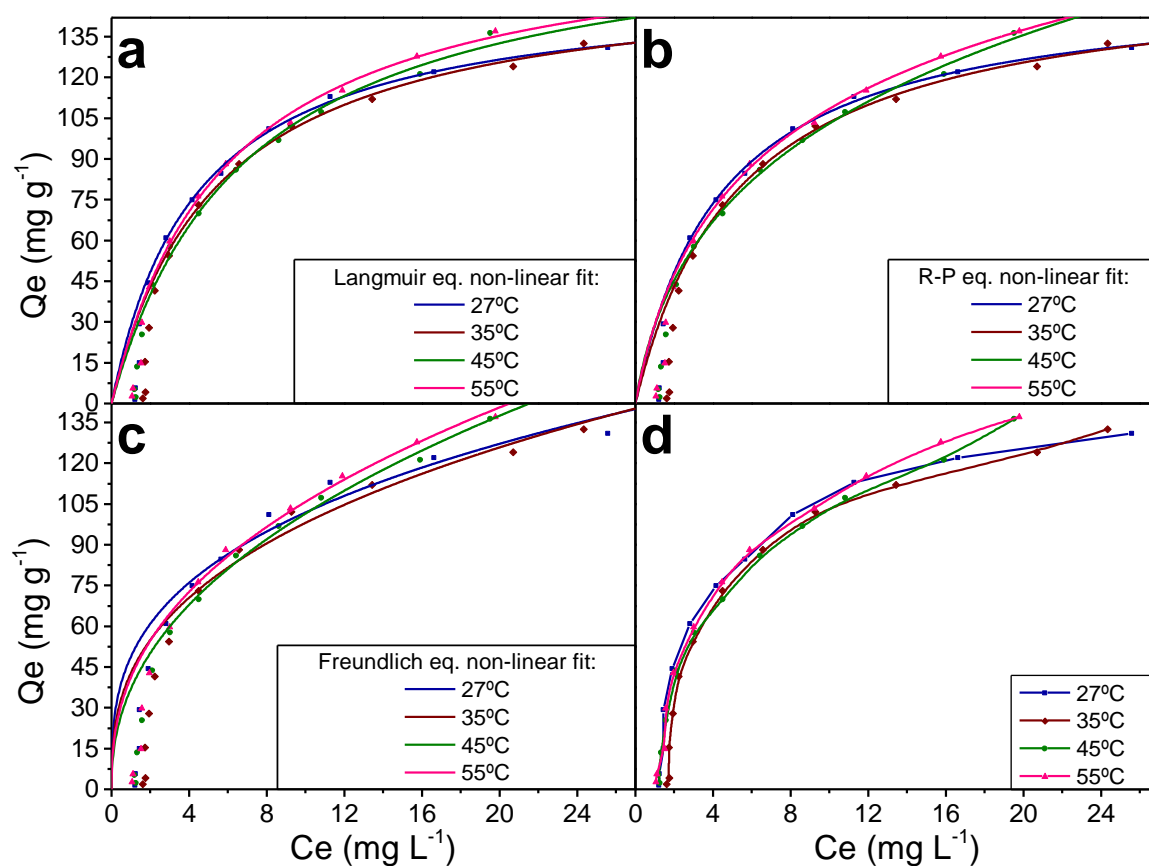 a
b
135
120
105
90
75
60
45
30
15
0
Qe (mg g⁻¹)
Langmuir eq. non-linear fit:
27ºC
35ºC
45ºC
55ºC
R-P eq. non-linear fit:
27ºC
35ºC
45ºC
55ºC
c
d
135
120
105
90
75
60
45
30
15
0
Qe (mg g⁻¹)
Freundlich eq. non-linear fit:
27ºC
35ºC
45ºC
55ºC
27ºC
35ºC
45ºC
55ºC
0 4 8 12 16 20 24
0 4 8 12 16 20 24
Ce (mg L⁻¹)
Ce (mg L⁻¹)